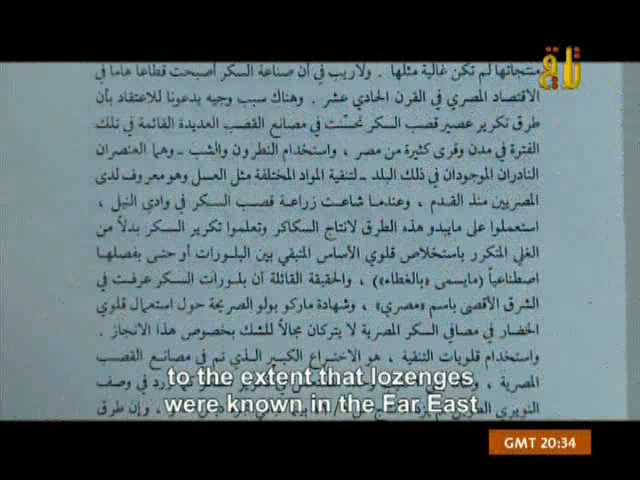 منتجاتها لم تكن غالية مثلها . ولاريب في أن صناعة السكر أصبحت قطاعاً هاماً في
الاقتصاد المصري في القرن الحادي عشر . وهناك سبب وجيه يدعونا للاعتقاد بأن
طرق تكرير عصير قصب السكر تحسّنت في مصانع القصب العديدة القائمة في تلك
الفترة في مدن وقرى كثيرة من مصر ، واستخدام النطرون والشب ـ وهما العنصران
النادران الموجودان في ذلك البلد ـ لتنقية المواد المختلفة مثل العسل وهو معروف لدى
المصريين منذ القدم ، وعندما شاعت زراعة قصب السكر في وادي النيل ،
استعملوا على مايبدو هذه الطرق لانتاج السكاكر وتعلموا تكرير السكر بدلاً من
الغلي المتكرر باستخلاص قلوي الأساس المتبقي بين البلورات أو حتى بفصلها
اصطناعياً (مايسمى «بالغطاء») ، والحقيقة القائلة أن بلورات السكر عرفت في
الشرق الأقصى باسم «مصري» ، وشهادة ماركو بولو الصريحة حول استعمال قلوي
الخضار في مصافي السكر المصرية لا يتركان مجالاً للشك بخصوص هذا الانجاز .
واستخدام قلويات التنقية ، هو الاختراع الكبير الذي تم في مصانع القصب
المصرية ،
في وصف
النويري
وإن طرق
to the extent that lozenges
were known in the Far East
GMT 20:34